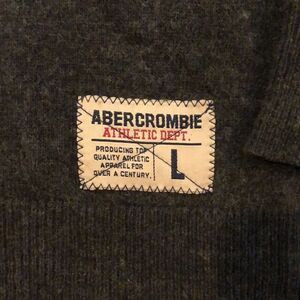 ABERCROMBIE
ATHLETIC DEPT.
PRODUCING TOP
QUALITY ATHLETIC
APPAREL FOR
OVER A CENTURY.
L